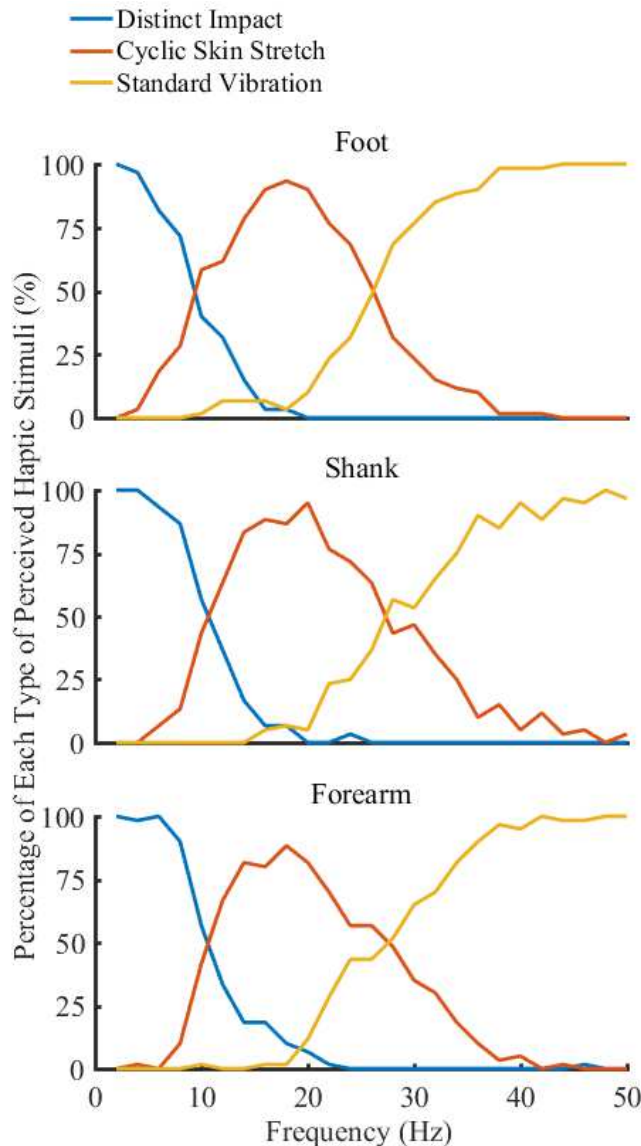 Distinct Impact
Cyclic Skin Stretch
Standard Vibration
Percentage of Each Type of Perceived Haptic Stimuli (%)
Foot
100
75
50
25
0
Shank
100
75
50
25
0
Forearm
100
75
50
25
0
0 10 20 30 40 50
Frequency (Hz)